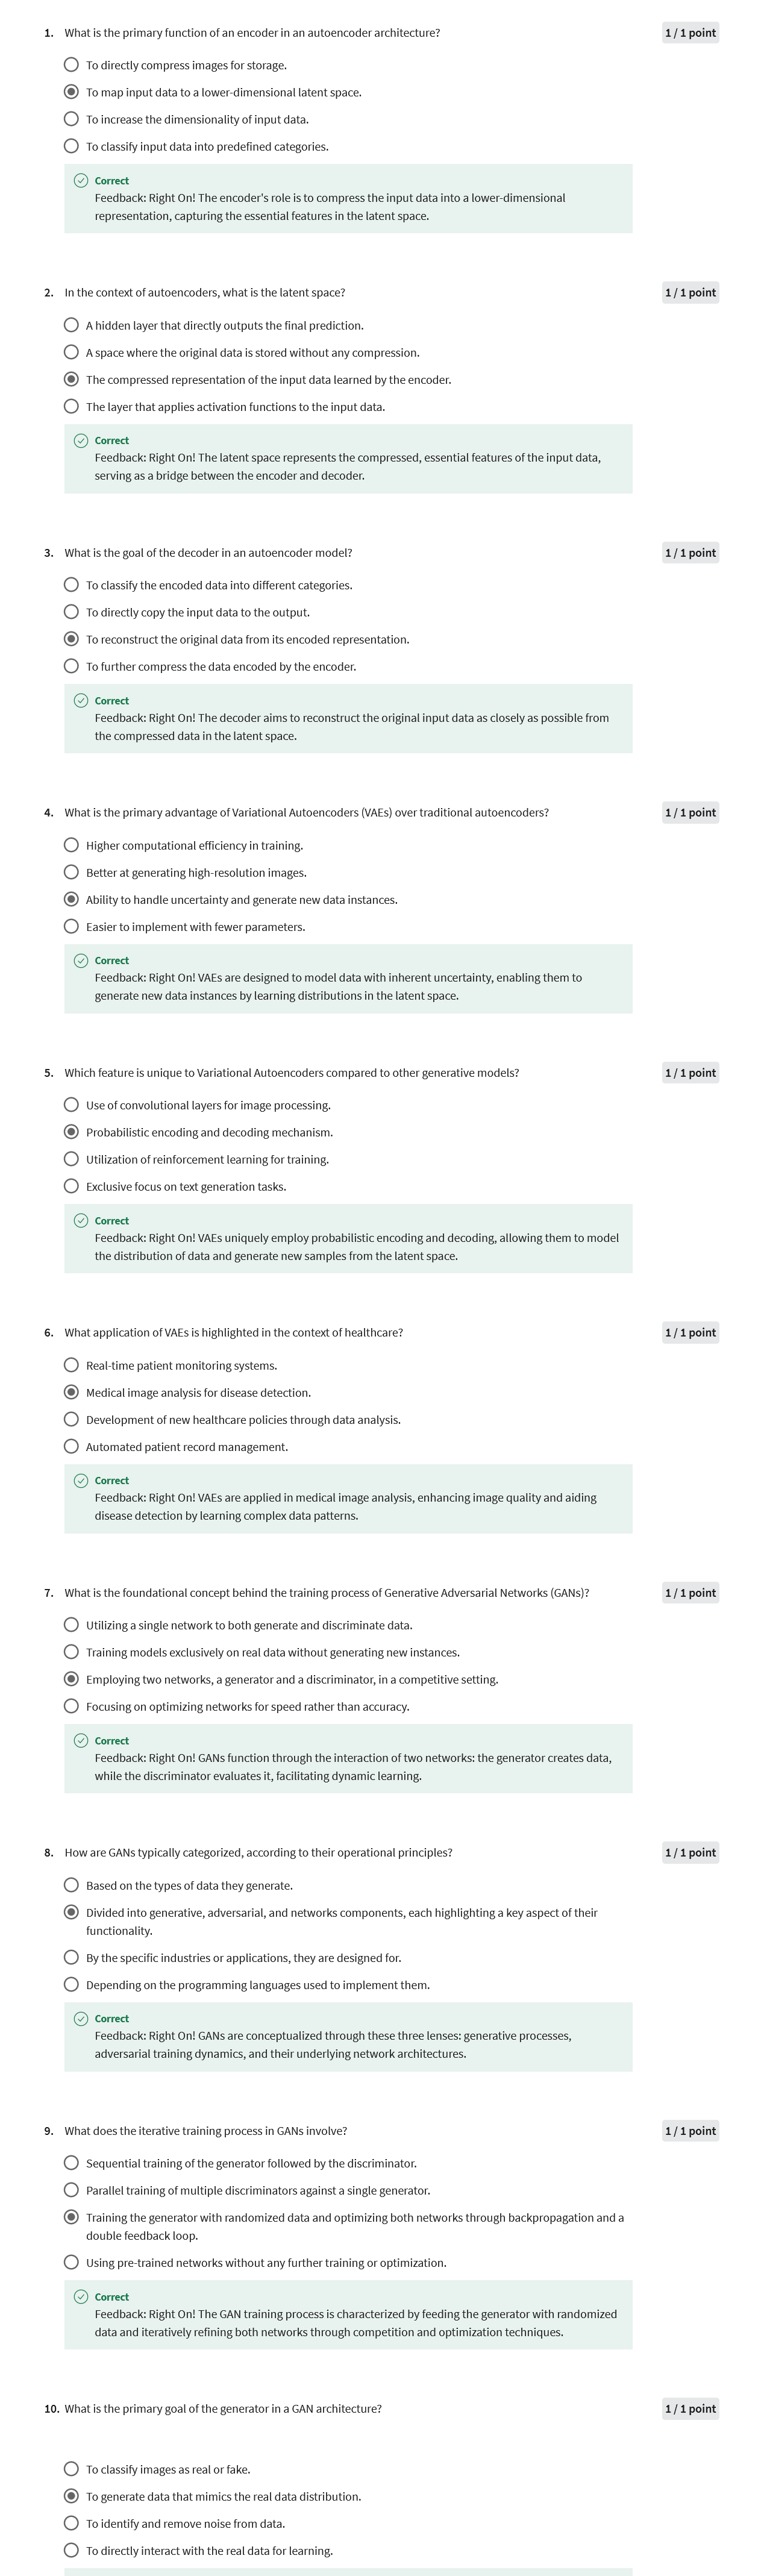 1. What is the primary function of an encoder in an autoencoder architecture? 1 / 1 point
To directly compress images for storage.
To map input data to a lower-dimensional latent space.
To increase the dimensionality of input data.
To classify input data into predefined categories.
Correct
Feedback: Right On! The encoder's role is to compress the input data into a lower-dimensional
representation, capturing the essential features in the latent space.
2. In the context of autoencoders, what is the latent space? 1 / 1 point
A hidden layer that directly outputs the final prediction.
A space where the original data is stored without any compression.
The compressed representation of the input data learned by the encoder.
The layer that applies activation functions to the input data.
Correct
Feedback: Right On! The latent space represents the compressed, essential features of the input data,
serving as a bridge between the encoder and decoder.
3. What is the goal of the decoder in an autoencoder model? 1 / 1 point
To classify the encoded data into different categories.
To directly copy the input data to the output.
To reconstruct the original data from its encoded representation.
To further compress the data encoded by the encoder.
Correct
Feedback: Right On! The decoder aims to reconstruct the original input data as closely as possible from
the compressed data in the latent space.
4. What is the primary advantage of Variational Autoencoders (VAEs) over traditional autoencoders? 1 / 1 point
Higher computational efficiency in training.
Better at generating high-resolution images.
Ability to handle uncertainty and generate new data instances.
Easier to implement with fewer parameters.
Correct
Feedback: Right On! VAEs are designed to model data with inherent uncertainty, enabling them to
generate new data instances by learning distributions in the latent space.
5. Which feature is unique to Variational Autoencoders compared to other generative models? 1 / 1 point
Use of convolutional layers for image processing.
Probabilistic encoding and decoding mechanism.
Utilization of reinforcement learning for training.
Exclusive focus on text generation tasks.
Correct
Feedback: Right On! VAEs uniquely employ probabilistic encoding and decoding, allowing them to model
the distribution of data and generate new samples from the latent space.
6. What application of VAEs is highlighted in the context of healthcare? 1 / 1 point
Real-time patient monitoring systems.
Medical image analysis for disease detection.
Development of new healthcare policies through data analysis.
Automated patient record management.
Correct
Feedback: Right On! VAEs are applied in medical image analysis, enhancing image quality and aiding
disease detection by learning complex data patterns.
7. What is the foundational concept behind the training process of Generative Adversarial Networks (GANs)? 1 / 1 point
Utilizing a single network to both generate and discriminate data.
Training models exclusively on real data without generating new instances.
Employing two networks, a generator and a discriminator, in a competitive setting.
Focusing on optimizing networks for speed rather than accuracy.
Correct
Feedback: Right On! GANs function through the interaction of two networks: the generator creates data,
while the discriminator evaluates it, facilitating dynamic learning.
8. How are GANs typically categorized, according to their operational principles? 1 / 1 point
Based on the types of data they generate.
Divided into generative, adversarial, and networks components, each highlighting a key aspect of their
functionality.
By the specific industries or applications, they are designed for.
Depending on the programming languages used to implement them.
Correct
Feedback: Right On! GANs are conceptualized through these three lenses: generative processes,
adversarial training dynamics, and their underlying network architectures.
9. What does the iterative training process in GANs involve? 1 / 1 point
Sequential training of the generator followed by the discriminator.
Parallel training of multiple discriminators against a single generator.
Training the generator with randomized data and optimizing both networks through backpropagation and a
double feedback loop.
Using pre-trained networks without any further training or optimization.
Correct
Feedback: Right On! The GAN training process is characterized by feeding the generator with randomized
data and iteratively refining both networks through competition and optimization techniques.
10. What is the primary goal of the generator in a GAN architecture? 1 / 1 point
To classify images as real or fake.
To generate data that mimics the real data distribution.
To identify and remove noise from data.
To directly interact with the real data for learning.